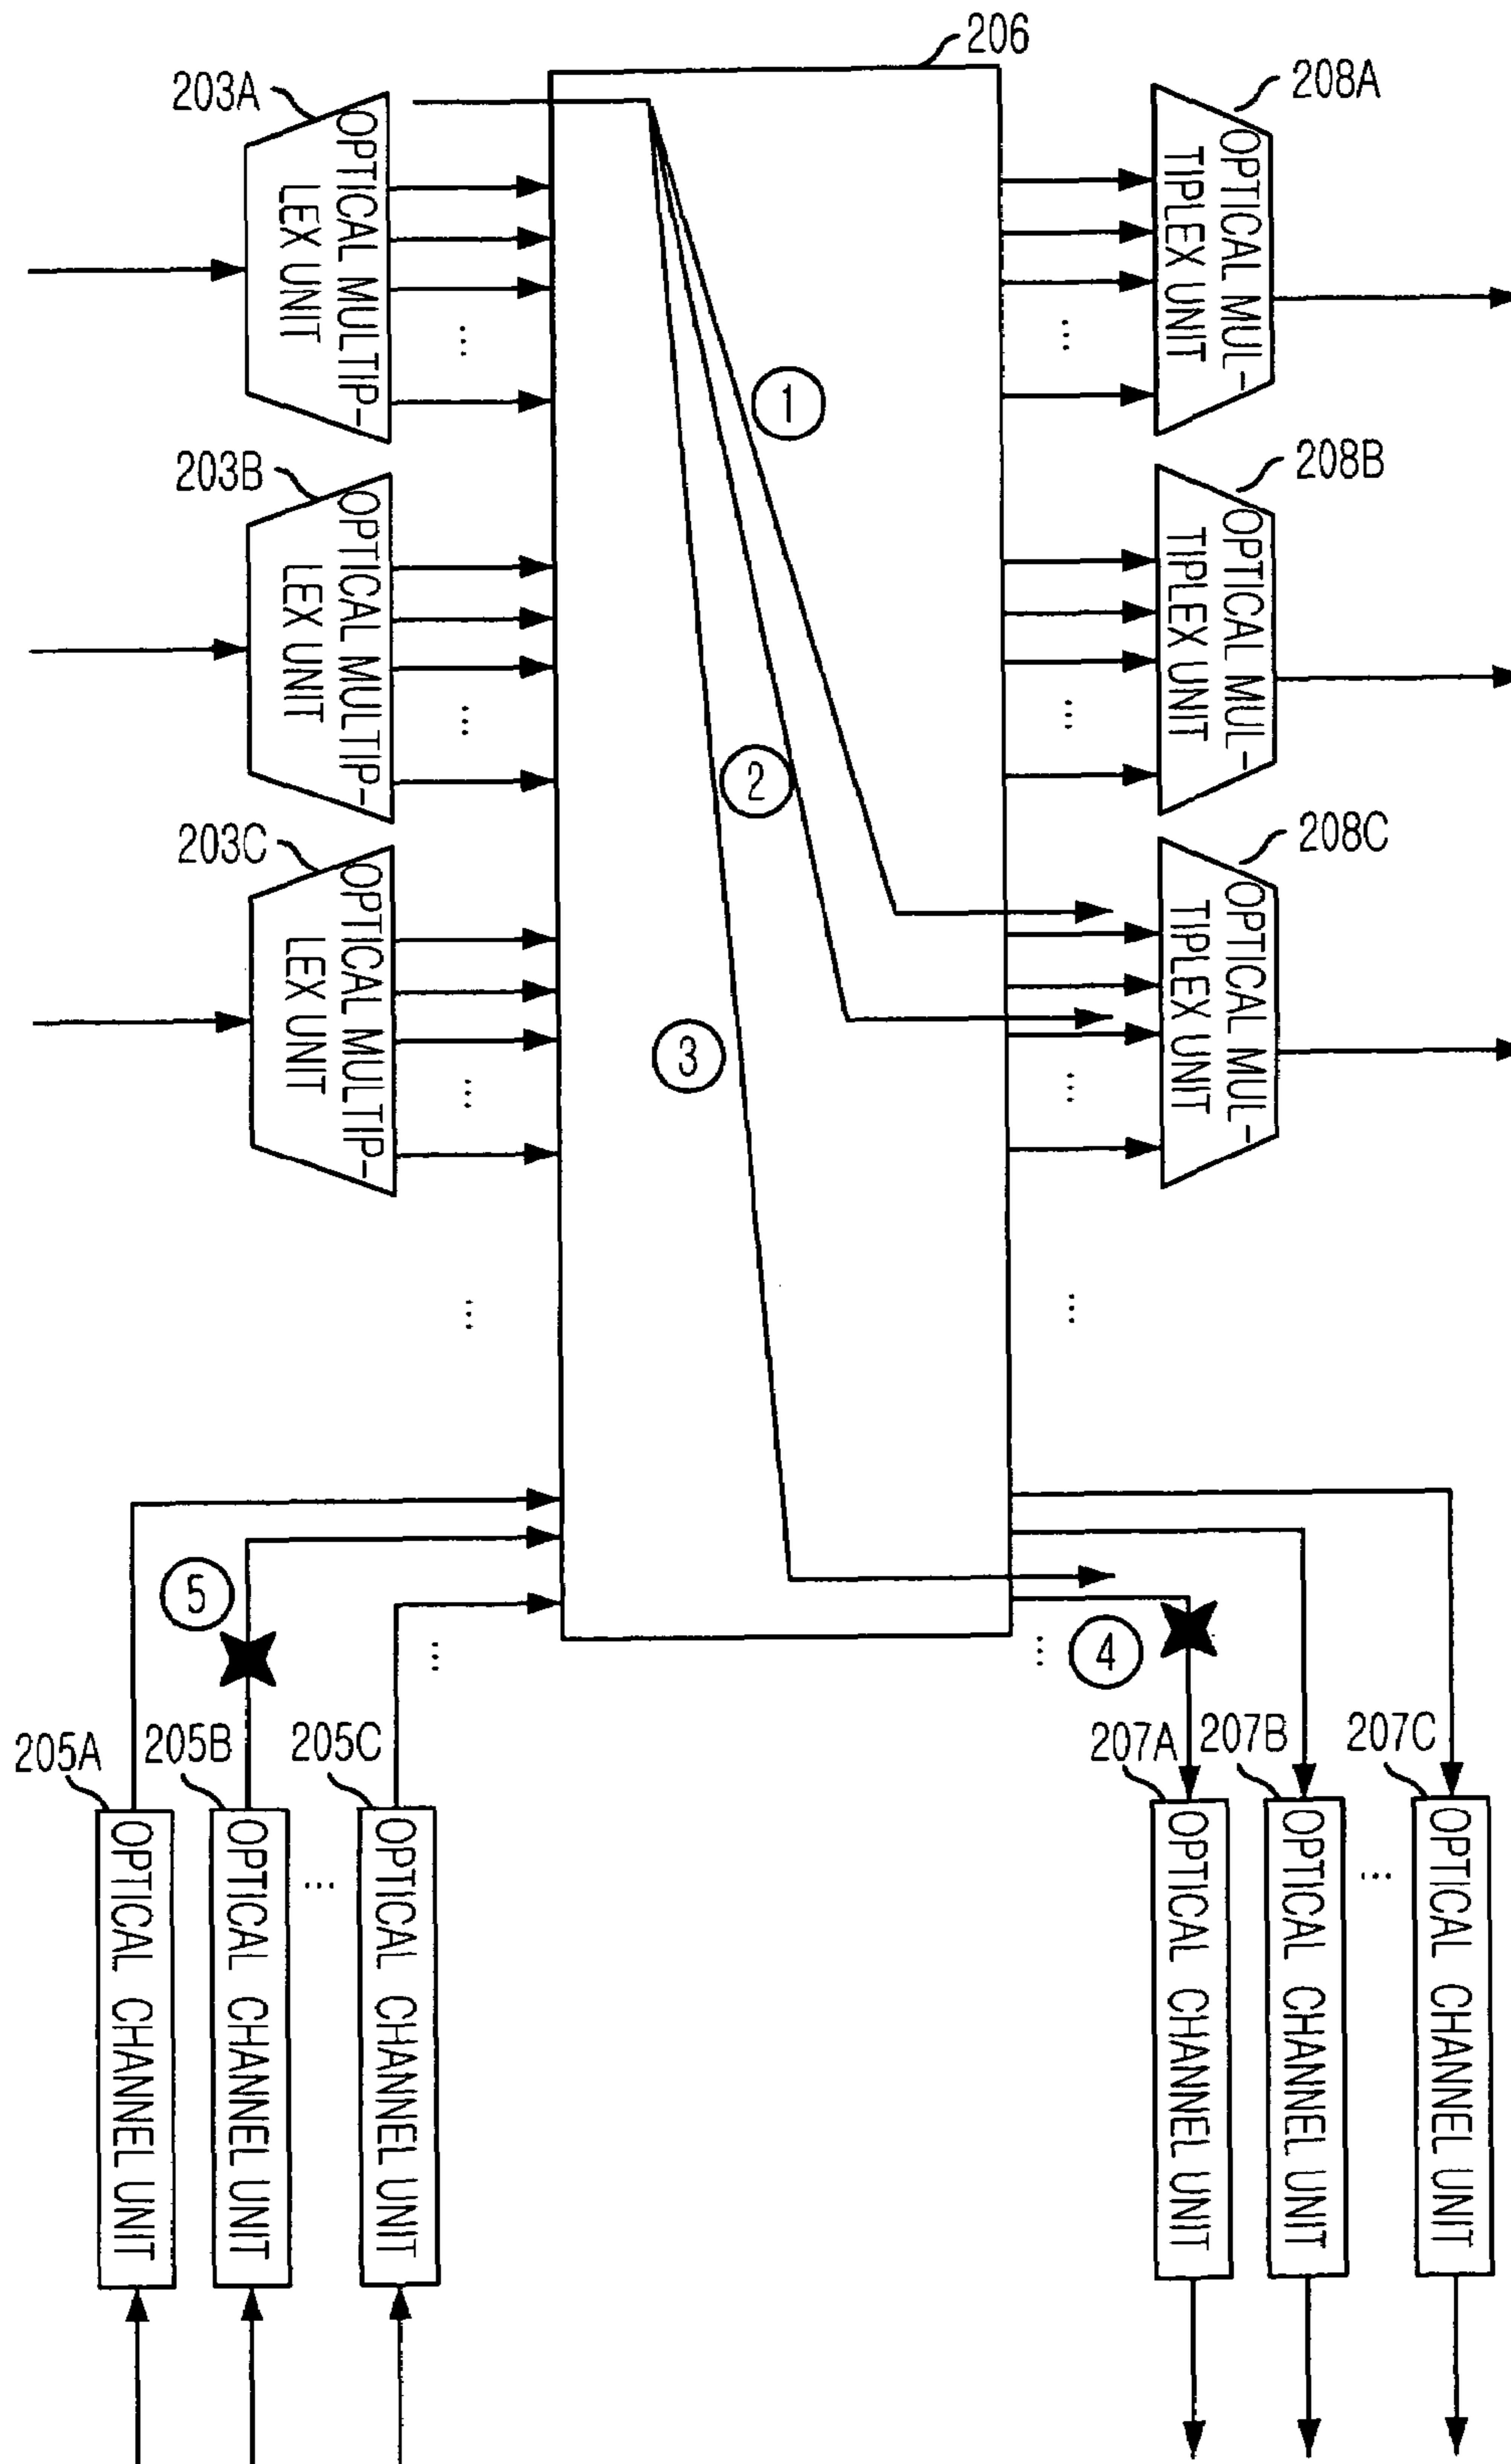 206
203A
OPTICAL MULTIP-
LEX UNIT
208A
OPTICAL MUL-
TIPLEX UNIT
1
203B
OPTICAL MULTIP-
LEX UNIT
208B
OPTICAL MUL-
TIPLEX UNIT
2
203C
OPTICAL MULTIP-
LEX UNIT
208C
OPTICAL MUL-
TIPLEX UNIT
3
5
4
205A
OPTICAL CHANNEL UNIT
205B
OPTICAL CHANNEL UNIT
205C
OPTICAL CHANNEL UNIT
207A
OPTICAL CHANNEL UNIT
207B
OPTICAL CHANNEL UNIT
207C
OPTICAL CHANNEL UNIT